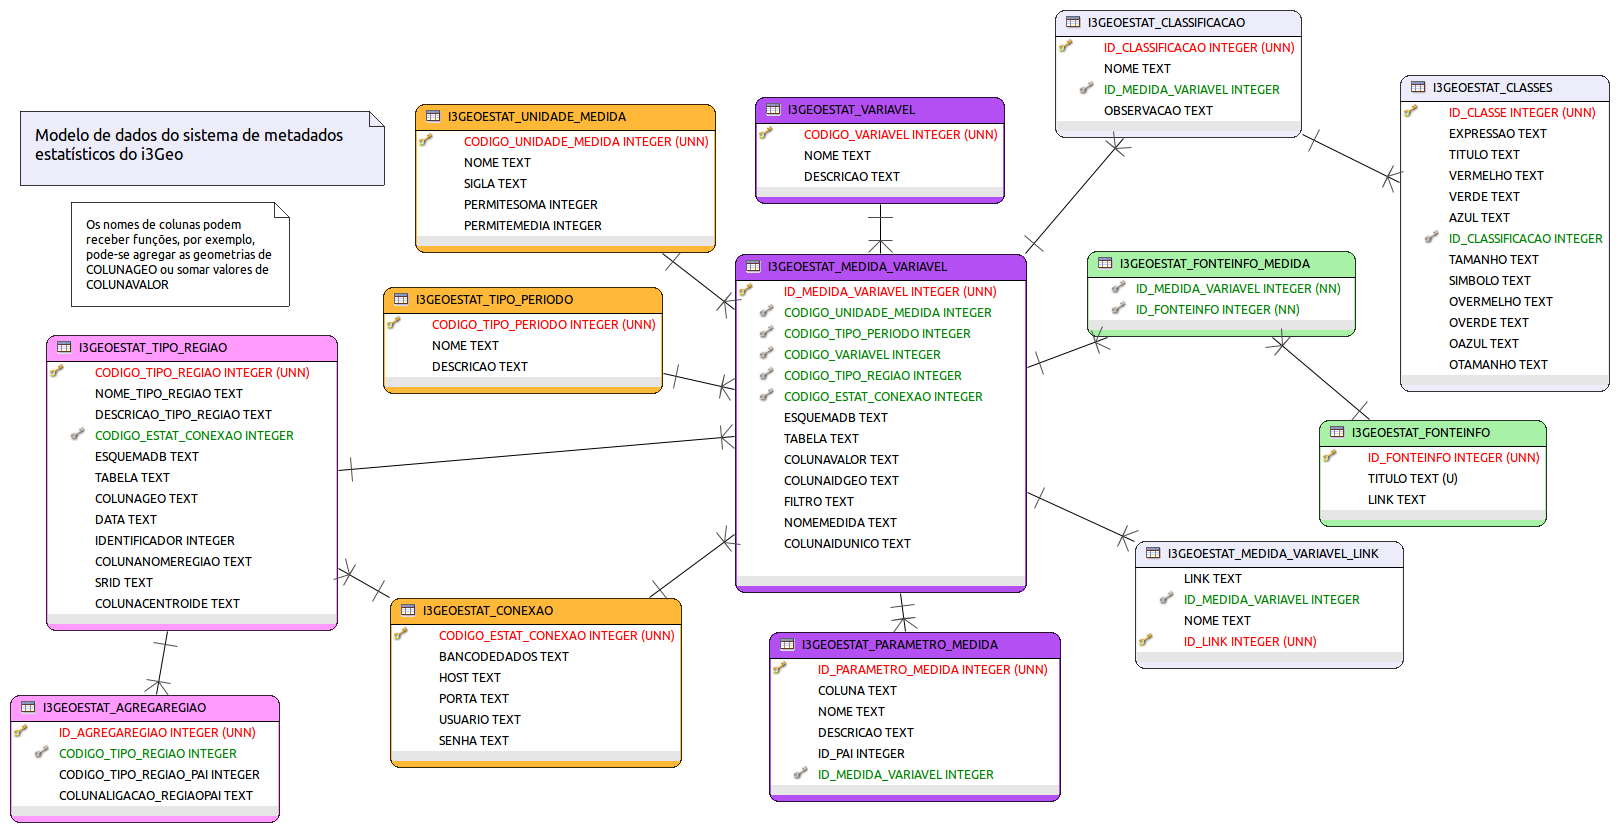 Modelo de dados do sistema de metadados
estatísticos do i3Geo
Os nomes de colunas podem
receber funções, por exemplo,
pode-se agregar as geometrias de
COLUNAGEO ou somar valores de
COLUNAVALOR
I3GEOESTAT_UNIDADE_MEDIDA
CODIGO_UNIDADE_MEDIDA INTEGER (UNN)
NOME TEXT
SIGLA TEXT
PERMITESOMA INTEGER
PERMITEMEDIA INTEGER
I3GEOESTAT_VARIAVEL
CODIGO_VARIAVEL INTEGER (UNN)
NOME TEXT
DESCRICAO TEXT
I3GEOESTAT_CLASSIFICACAO
ID_CLASSIFICACAO INTEGER (UNN)
NOME TEXT
ID_MEDIDA_VARIAVEL INTEGER
OBSERVACAO TEXT
I3GEOESTAT_CLASSES
ID_CLASSE INTEGER (UNN)
EXPRESSAO TEXT
TITULO TEXT
VERMELHO TEXT
VERDE TEXT
AZUL TEXT
ID_CLASSIFICACAO INTEGER
TAMANHO TEXT
SIMBOLO TEXT
OVERMELHO TEXT
OVERDE TEXT
OAZUL TEXT
OTAMANHO TEXT
I3GEOESTAT_TIPO_PERIODO
CODIGO_TIPO_PERIODO INTEGER (UNN)
NOME TEXT
DESCRICAO TEXT
I3GEOESTAT_MEDIDA_VARIAVEL
ID_MEDIDA_VARIAVEL INTEGER (UNN)
CODIGO_UNIDADE_MEDIDA INTEGER
CODIGO_TIPO_PERIODO INTEGER
CODIGO_VARIAVEL INTEGER
CODIGO_TIPO_REGIAO INTEGER
CODIGO_ESTAT_CONEXAO INTEGER
ESQUEMADB TEXT
TABELA TEXT
COLUNAVALOR TEXT
COLUNAIDGEO TEXT
FILTRO TEXT
NOMEMEDIDA TEXT
COLUNAIDUNICO TEXT
I3GEOESTAT_FONTEINFO_MEDIDA
ID_MEDIDA_VARIAVEL INTEGER (NN)
ID_FONTEINFO INTEGER (NN)
I3GEOESTAT_FONTEINFO
ID_FONTEINFO INTEGER (UNN)
TITULO TEXT (U)
LINK TEXT
I3GEOESTAT_TIPO_REGIAO
CODIGO_TIPO_REGIAO INTEGER (UNN)
NOME_TIPO_REGIAO TEXT
DESCRICAO_TIPO_REGIAO TEXT
CODIGO_ESTAT_CONEXAO INTEGER
ESQUEMADB TEXT
TABELA TEXT
COLUNAGEO TEXT
DATA TEXT
IDENTIFICADOR INTEGER
COLUNANOMEREGIAO TEXT
SRID TEXT
COLUNACENTROIDE TEXT
I3GEOESTAT_CONEXAO
CODIGO_ESTAT_CONEXAO INTEGER (UNN)
BANCODEDADOS TEXT
HOST TEXT
PORTA TEXT
USUARIO TEXT
SENHA TEXT
I3GEOESTAT_MEDIDA_VARIAVEL_LINK
LINK TEXT
ID_MEDIDA_VARIAVEL INTEGER
NOME TEXT
ID_LINK INTEGER (UNN)
I3GEOESTAT_PARAMETRO_MEDIDA
ID_PARAMETRO_MEDIDA INTEGER (UNN)
COLUNA TEXT
NOME TEXT
DESCRICAO TEXT
ID_PAI INTEGER
ID_MEDIDA_VARIAVEL INTEGER
I3GEOESTAT_AGREGAREGIAO
ID_AGREGAREGIAO INTEGER (UNN)
CODIGO_TIPO_REGIAO INTEGER
CODIGO_TIPO_REGIAO_PAI INTEGER
COLUNALIGACAO_REGIAOPAI TEXT